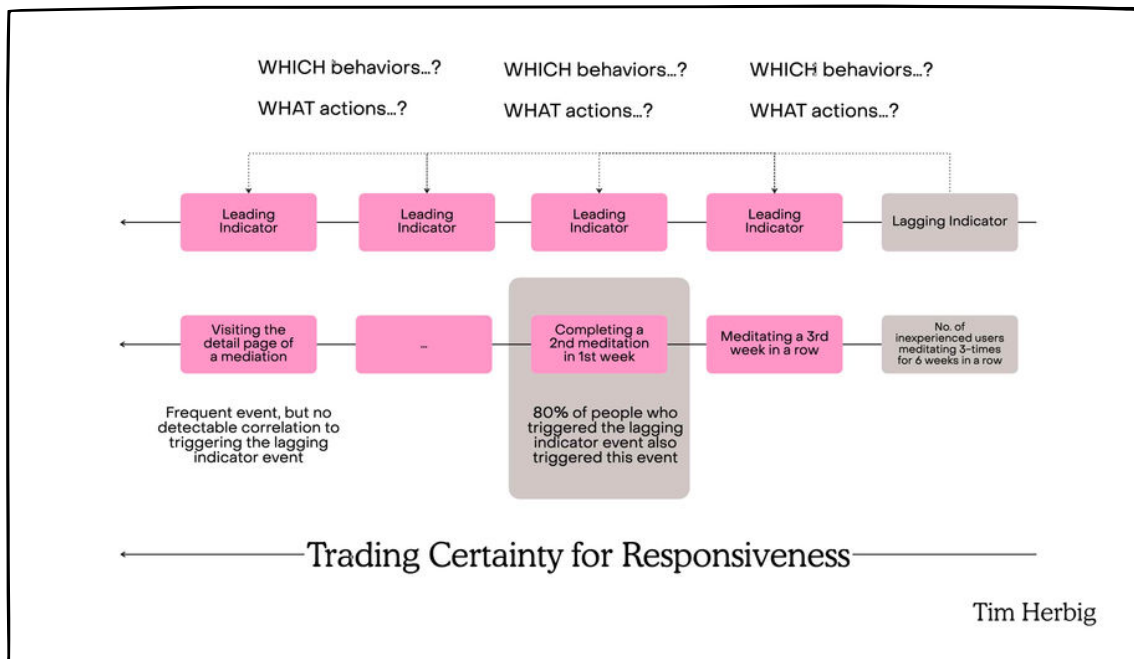 WHICH behaviors...?
WHICH behaviors...?
WHICH behaviors...?
WHAT actions...?
WHAT actions...?
WHAT actions...?
Leading
Indicator
Leading
Indicator
Leading
Indicator
Leading
Indicator
Lagging Indicator
Visiting the
detail page of
a mediation
...
Completing a
2nd meditation
in 1st week
Meditating a 3rd
week in a row
No. of
inexperienced users
meditating 3-times
for 6 weeks in a row
Frequent event, but no
detectable correlation to
triggering the lagging
indicator event
80% of people who
triggered the lagging
indicator event also
triggered this event
Trading Certainty for Responsiveness
Tim Herbig